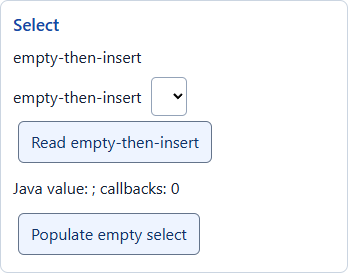 Select
empty-then-insert
empty-then-insert
Read empty-then-insert
Java value: ; callbacks: 0
Populate empty select